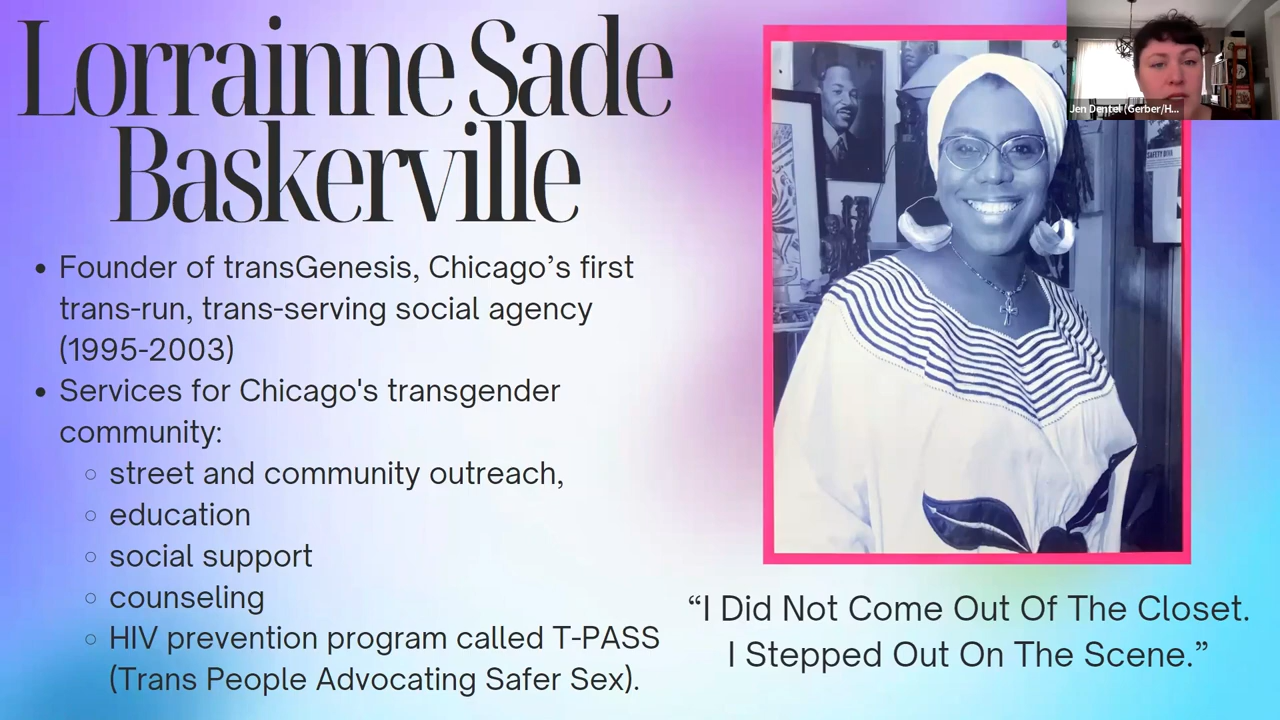 Lorrainne Sade
Baskerville
• Founder of transGenesis, Chicago’s first
trans-run, trans-serving social agency
(1995-2003)
• Services for Chicago's transgender
community:
○ street and community outreach,
○ education
○ social support
○ counseling
○ HIV prevention program called T-PASS
(Trans People Advocating Safer Sex).
SAFETY
“I Did Not Come Out Of The Closet.
I Stepped Out On The Scene.”
Jen Dentel (Gerber/H...